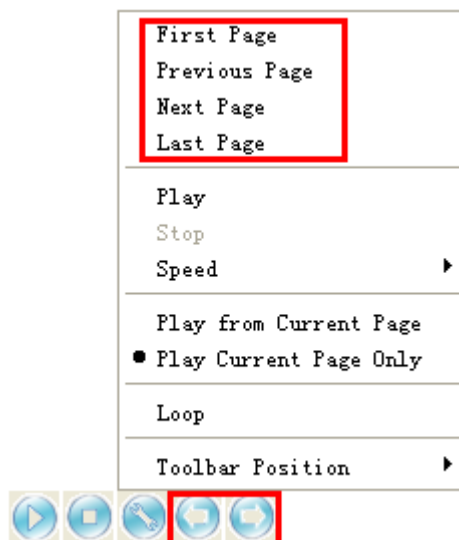 First Page
Previous Page
Next Page
Last Page
Play
Stop
Speed
Play from Current Page
Play Current Page Only
Loop
Toolbar Position